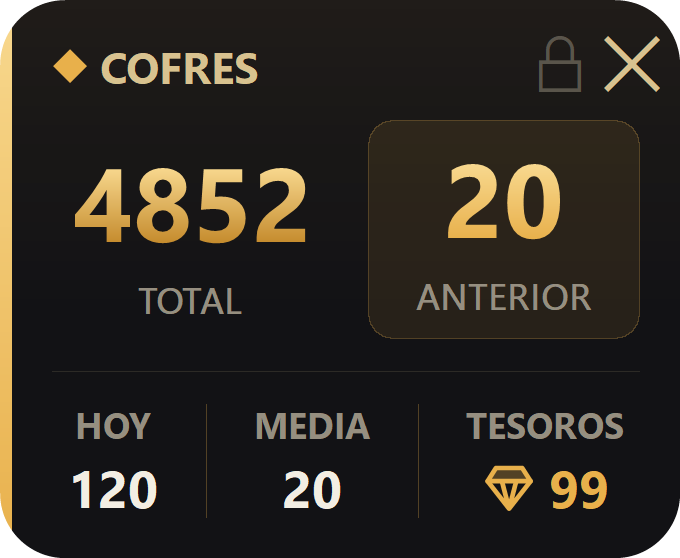 COFRES
4852 20
TOTAL ANTERIOR
HOY MEDIA TESOROS
120 20 99